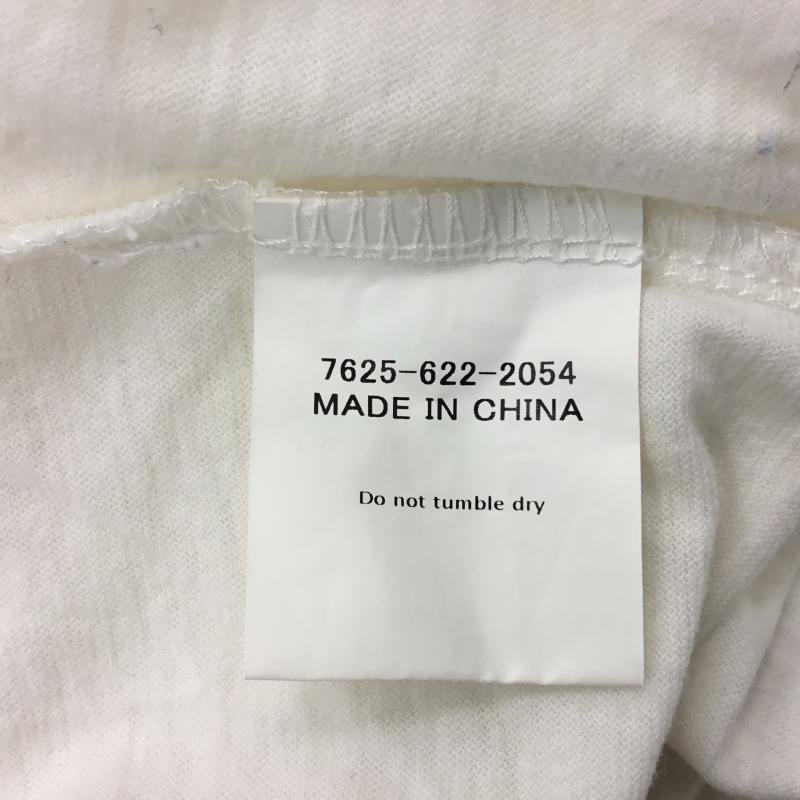 7625-622-2054
MADE IN CHINA
Do not tumble dry